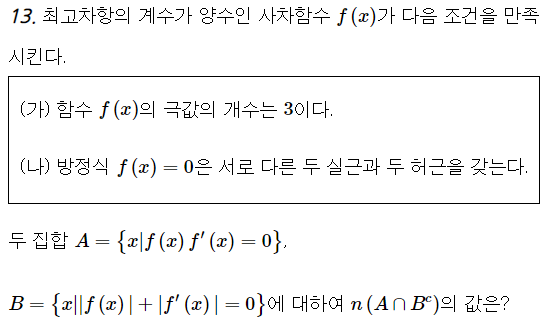 13. 최고차항의 계수가 양수인 사차함수 f(x)가 다음 조건을 만족
시킨다.
(가) 함수 f(x)의 극값의 개수는 3이다.
(나) 방정식 f(x)=0은 서로 다른 두 실근과 두 허근을 갖는다.
두 집합 A={x|f(x)f′(x)=0},
B={x||f(x)|+|f′(x)|=0}에 대하여 n(A∩Bᶜ)의 값은?